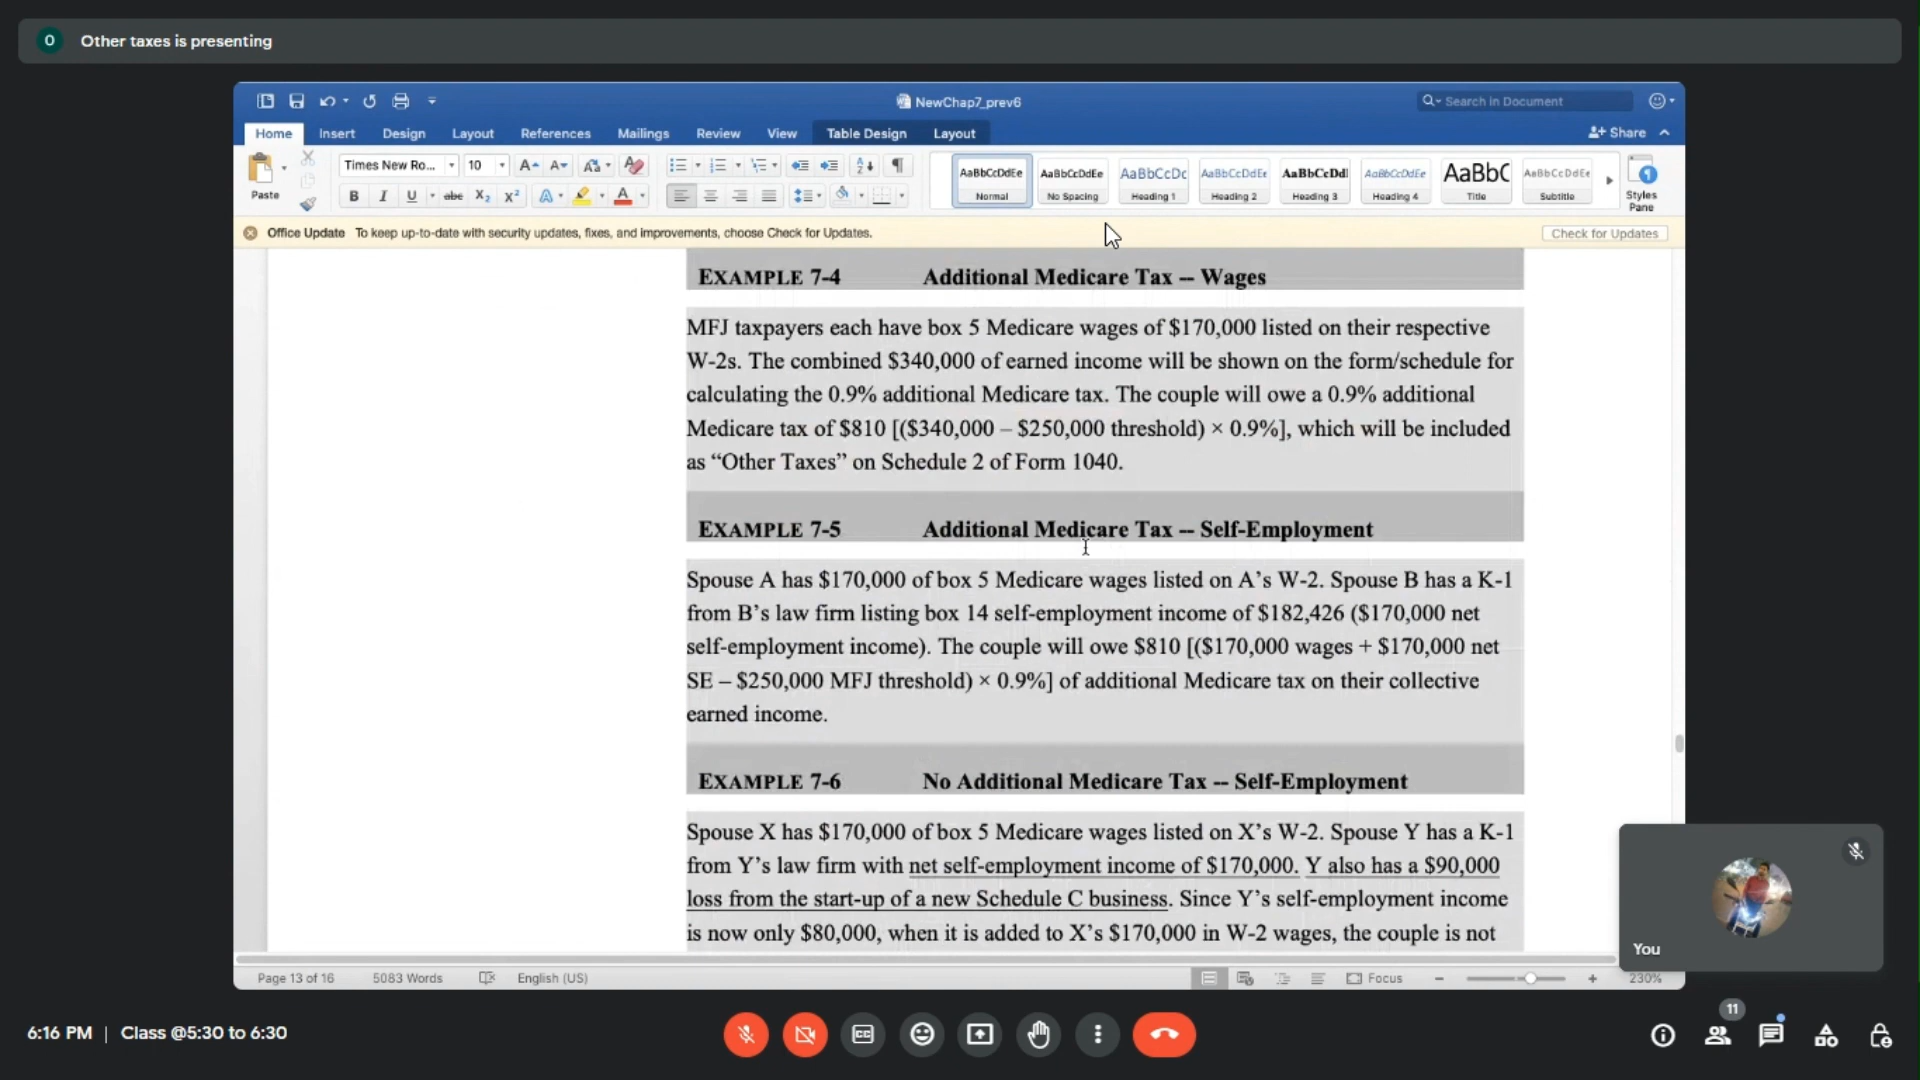 O Other taxes is presenting
NewChap7_prev6
Search in Document
Home Insert Design Layout References Mailings Review View Table Design Layout Share
Paste
Times New Ro... 10
B I U abc X₂ X²
AaBbCcDdEe AaBbCcDdEe AaBbCcDc AaBbCcDdEe AaBbCcDdI AaBbCcDdEe AaBbC AaBbCcDdEe
Normal No Spacing Heading 1 Heading 2 Heading 3 Heading 4 Title Subtitle
Styles
Pane
Office Update To keep up-to-date with security updates, fixes, and improvements, choose Check for Updates.
Check for Updates
EXAMPLE 7-4 Additional Medicare Tax -- Wages
MFJ taxpayers each have box 5 Medicare wages of $170,000 listed on their respective
W-2s. The combined $340,000 of earned income will be shown on the form/schedule for
calculating the 0.9% additional Medicare tax. The couple will owe a 0.9% additional
Medicare tax of $810 [($340,000 – $250,000 threshold) × 0.9%], which will be included
as “Other Taxes” on Schedule 2 of Form 1040.
EXAMPLE 7-5 Additional Medicare Tax -- Self-Employment
Spouse A has $170,000 of box 5 Medicare wages listed on A’s W-2. Spouse B has a K-1
from B’s law firm listing box 14 self-employment income of $182,426 ($170,000 net
self-employment income). The couple will owe $810 [($170,000 wages + $170,000 net
SE – $250,000 MFJ threshold) × 0.9%] of additional Medicare tax on their collective
earned income.
EXAMPLE 7-6 No Additional Medicare Tax -- Self-Employment
Spouse X has $170,000 of box 5 Medicare wages listed on X’s W-2. Spouse Y has a K-1
from Y’s law firm with net self-employment income of $170,000. Y also has a $90,000
loss from the start-up of a new Schedule C business. Since Y’s self-employment income
is now only $80,000, when it is added to X’s $170,000 in W-2 wages, the couple is not
You
Page 13 of 16 5083 Words English (US) Focus 230%
11
6:16 PM | Class @5:30 to 6:30